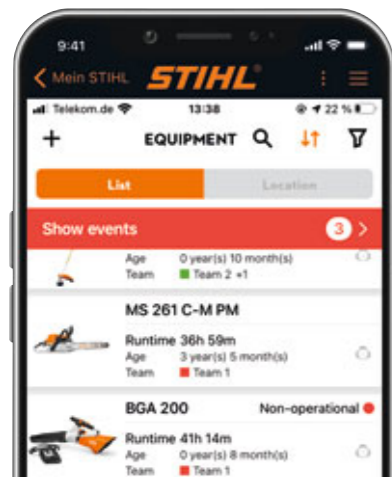 9:41
Mein STIHL STIHL
Telekom.de 13:38 22 %
+ EQUIPMENT
List Location
Show events 3
Age 0 year(s) 10 month(s)
Team Team 2 +1
MS 261 C-M PM
Runtime 36h 59m
Age 3 year(s) 5 month(s)
Team Team 1
BGA 200 Non-operational
Runtime 41h 14m
Age 0 year(s) 8 month(s)
Team Team 1